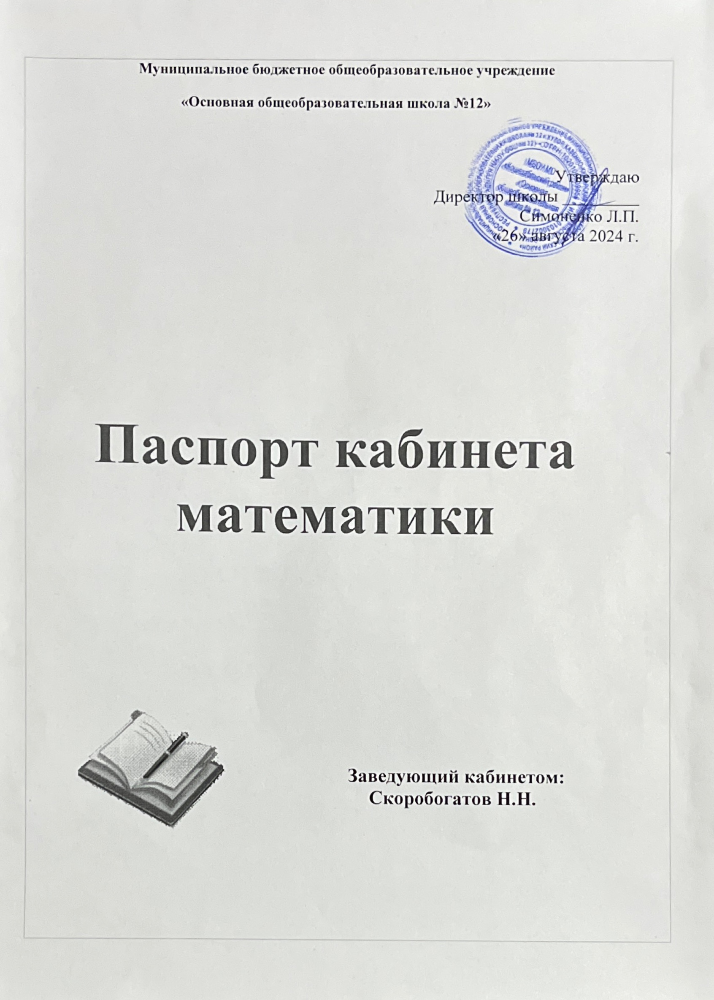 Муниципальное бюджетное общеобразовательное учреждение
«Основная общеобразовательная школа №12»
Утверждаю
Директор школы __________
Симоненко Л.П.
«26» августа 2024 г.
Паспорт кабинета
математики
Заведующий кабинетом:
Скоробогатов Н.Н.